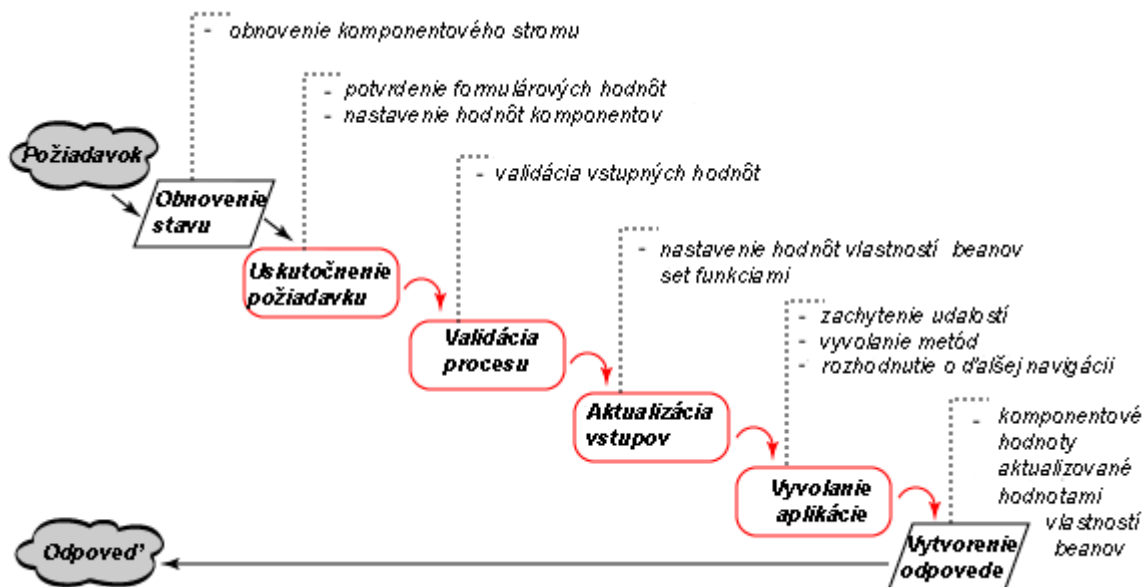 - obnovenie komponentového stromu
- potvrdenie formulárových hodnôt
- nastavenie hodnôt komponentov
Požiadavok
- validácia vstupných hodnôt
Obnovenie
stavu
- nastavenie hodnôt vlastností beanov
set funkciami
Uskutočnenie
požiadavku
- zachytenie udalostí
- vyvolanie metód
- rozhodnutie o ďalšej navigácii
Validácia
procesu
Aktualizácia
vstupov
- komponentové
hodnoty
aktualizované
hodnotami
vlastností
beanov
Vyvolanie
aplikácie
Vytvorenie
odpovede
Odpoveď